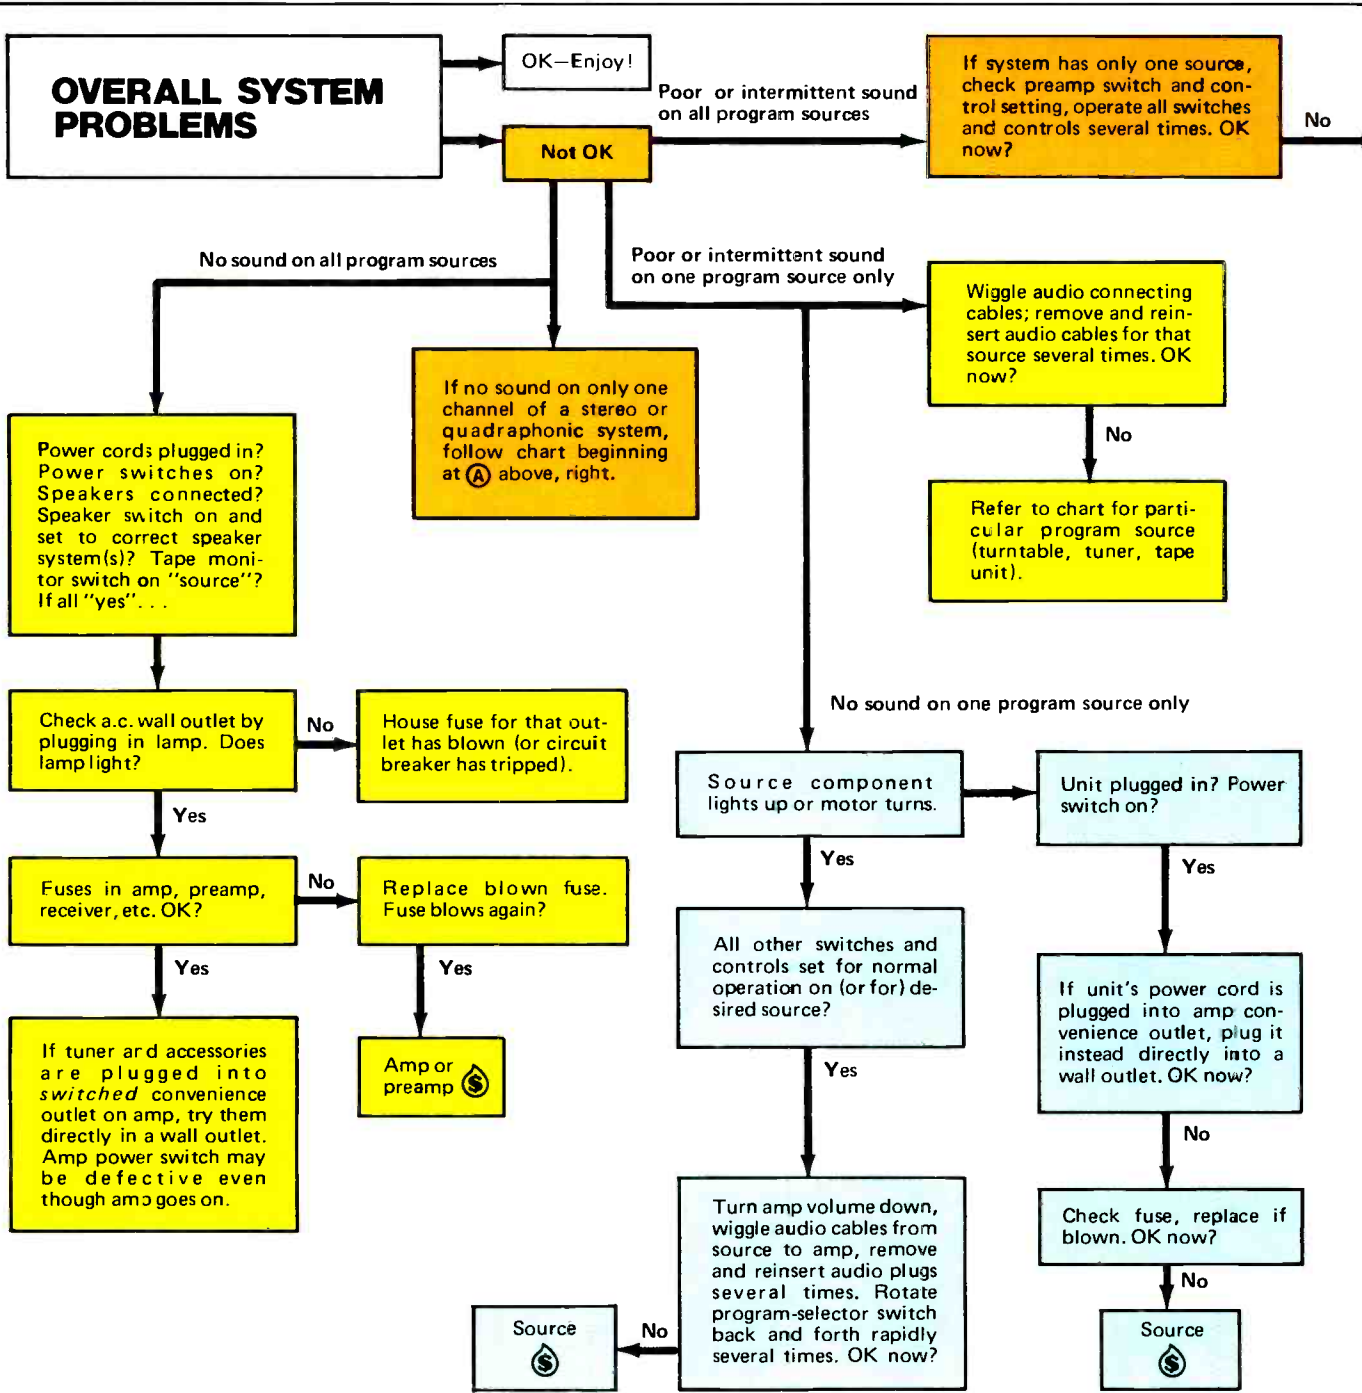 OVERALL SYSTEM
PROBLEMS
OK—Enjoy!
Not OK
Poor or intermittent sound
on all program sources
If system has only one source,
check preamp switch and con-
trol setting, operate all switches
and controls several times. OK
now?
No
No sound on all program sources
Poor or intermittent sound
on one program source only
Wiggle audio connecting
cables; remove and rein-
sert audio cables for that
source several times. OK
now?
No
Refer to chart for parti-
cular program source
(turntable, tuner, tape
unit).
If no sound on only one
channel of a stereo or
quadraphonic system,
follow chart beginning
at Ⓐ above, right.
Power cords plugged in?
Power switches on?
Speakers connected?
Speaker switch on and
set to correct speaker
system(s)? Tape moni-
tor switch on "source"?
If all "yes"...
Check a.c. wall outlet by
plugging in lamp. Does
lamp light?
No
House fuse for that out-
let has blown (or circuit
breaker has tripped).
Yes
Fuses in amp, preamp,
receiver, etc. OK?
No
Replace blown fuse.
Fuse blows again?
Yes
Amp or
preamp $
Yes
If tuner and accessories
are plugged into
switched convenience
outlet on amp, try them
directly in a wall outlet.
Amp power switch may
be defective even
though amp goes on.
No sound on one program source only
Source component
lights up or motor turns.
Unit plugged in? Power
switch on?
Yes
All other switches and
controls set for normal
operation on (or for) de-
sired source?
Yes
Turn amp volume down,
wiggle audio cables from
source to amp, remove
and reinsert audio plugs
several times. Rotate
program-selector switch
back and forth rapidly
several times. OK now?
No
Source
$
Yes
If unit's power cord is
plugged into amp con-
venience outlet, plug it
instead directly into a
wall outlet. OK now?
No
Check fuse, replace if
blown. OK now?
No
Source
$